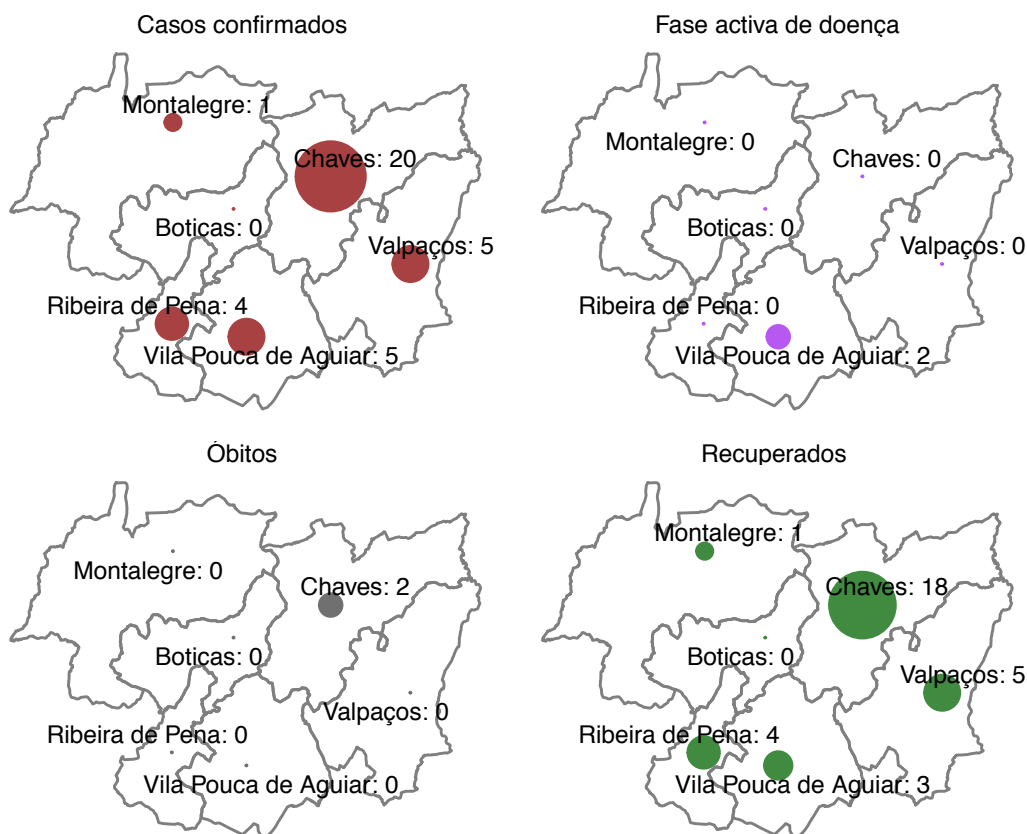 Casos confirmados
Montalegre: 1
Chaves: 20
Boticas: 0
Valpaços: 5
Ribeira de Pena: 4
Vila Pouca de Aguiar: 5
Fase activa de doença
Montalegre: 0
Chaves: 0
Boticas: 0
Valpaços: 0
Ribeira de Pena: 0
Vila Pouca de Aguiar: 2
Óbitos
Montalegre: 0
Chaves: 2
Boticas: 0
Valpaços: 0
Ribeira de Pena: 0
Vila Pouca de Aguiar: 0
Recuperados
Montalegre: 1
Chaves: 18
Boticas: 0
Valpaços: 5
Ribeira de Pena: 4
Vila Pouca de Aguiar: 3